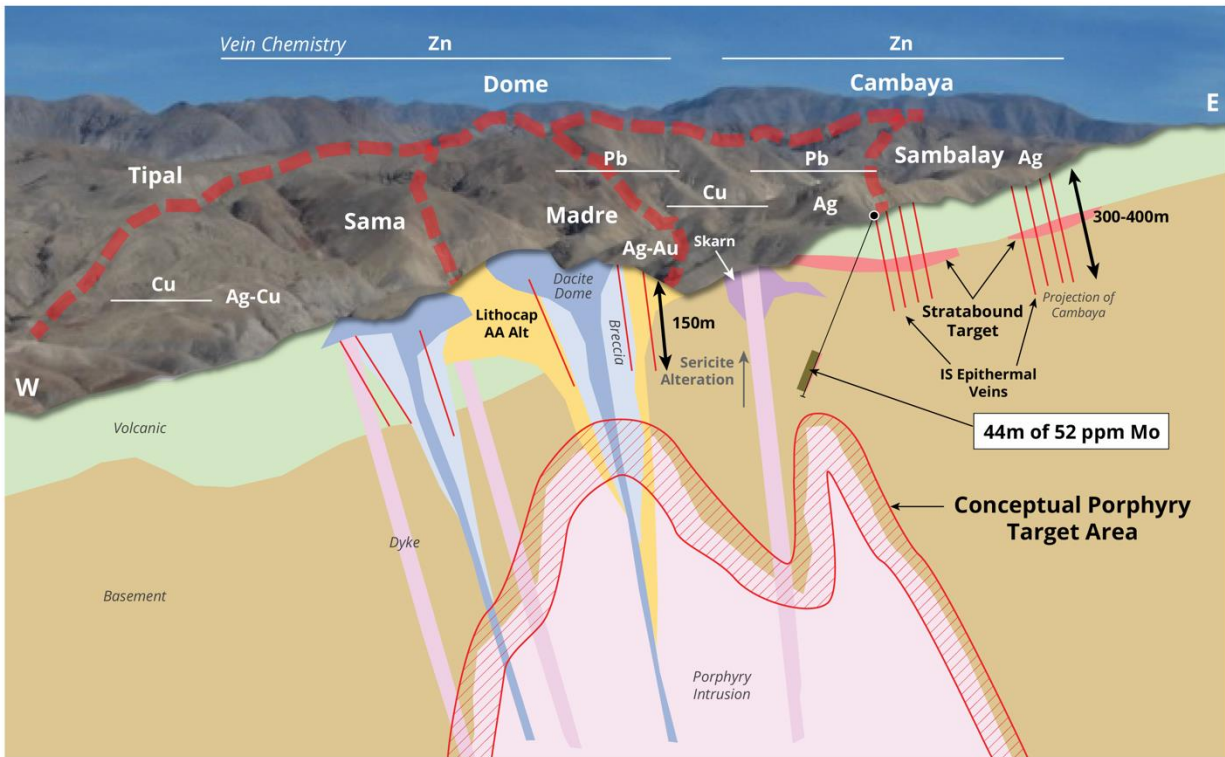 Vein Chemistry
Zn
Zn
Dome
Cambaya
E
Tipal
Pb
Pb
Sambalay
Ag
Sama
Madre
Cu
Ag
300-400m
Ag-Au
Skarn
Cu
Ag-Cu
Dacite
Dome
Lithocap
AA Alt
Breccia
150m
Stratabound
Target
Projection of
Cambaya
Sericite
Alteration
IS Epithermal
Veins
W
Volcanic
44m of 52 ppm Mo
Conceptual Porphyry
Target Area
Dyke
Basement
Porphyry
Intrusion